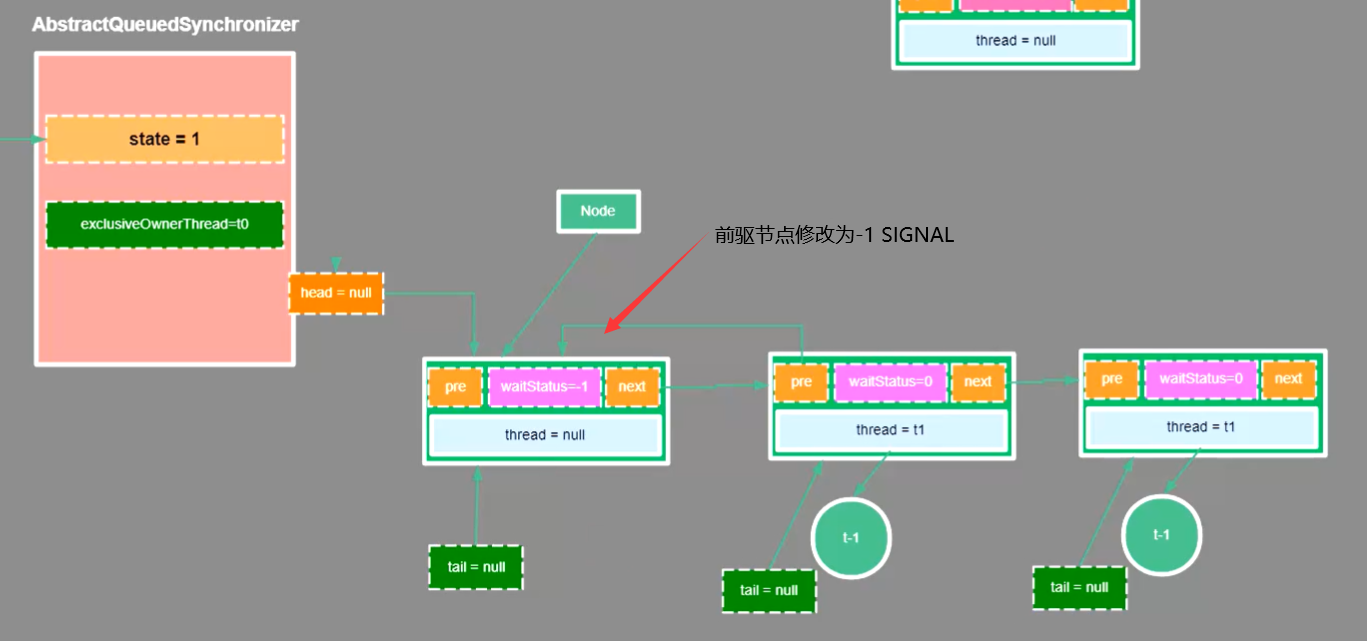 AbstractQueuedSynchronizer
thread = null
state = 1
exclusiveOwnerThread=t0
Node
前驱节点修改为-1 SIGNAL
head = null
pre
waitStatus=-1
next
thread = null
pre
waitStatus=0
next
thread = t1
pre
waitStatus=0
next
thread = t1
t-1
t-1
tail = null
tail = null
tail = null